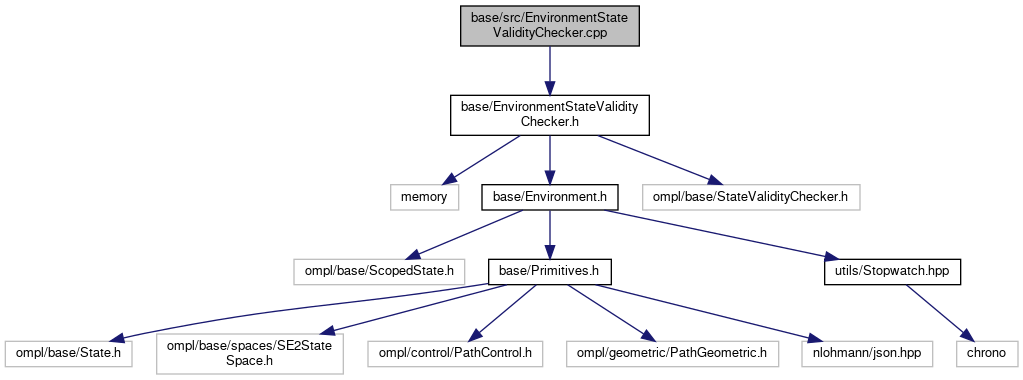 base/src/EnvironmentState
ValidityChecker.cpp
base/EnvironmentStateValidity
Checker.h
memory
base/Environment.h
ompl/base/StateValidityChecker.h
ompl/base/ScopedState.h
base/Primitives.h
utils/Stopwatch.hpp
ompl/base/State.h
ompl/base/spaces/SE2State
Space.h
ompl/control/PathControl.h
ompl/geometric/PathGeometric.h
nlohmann/json.hpp
chrono